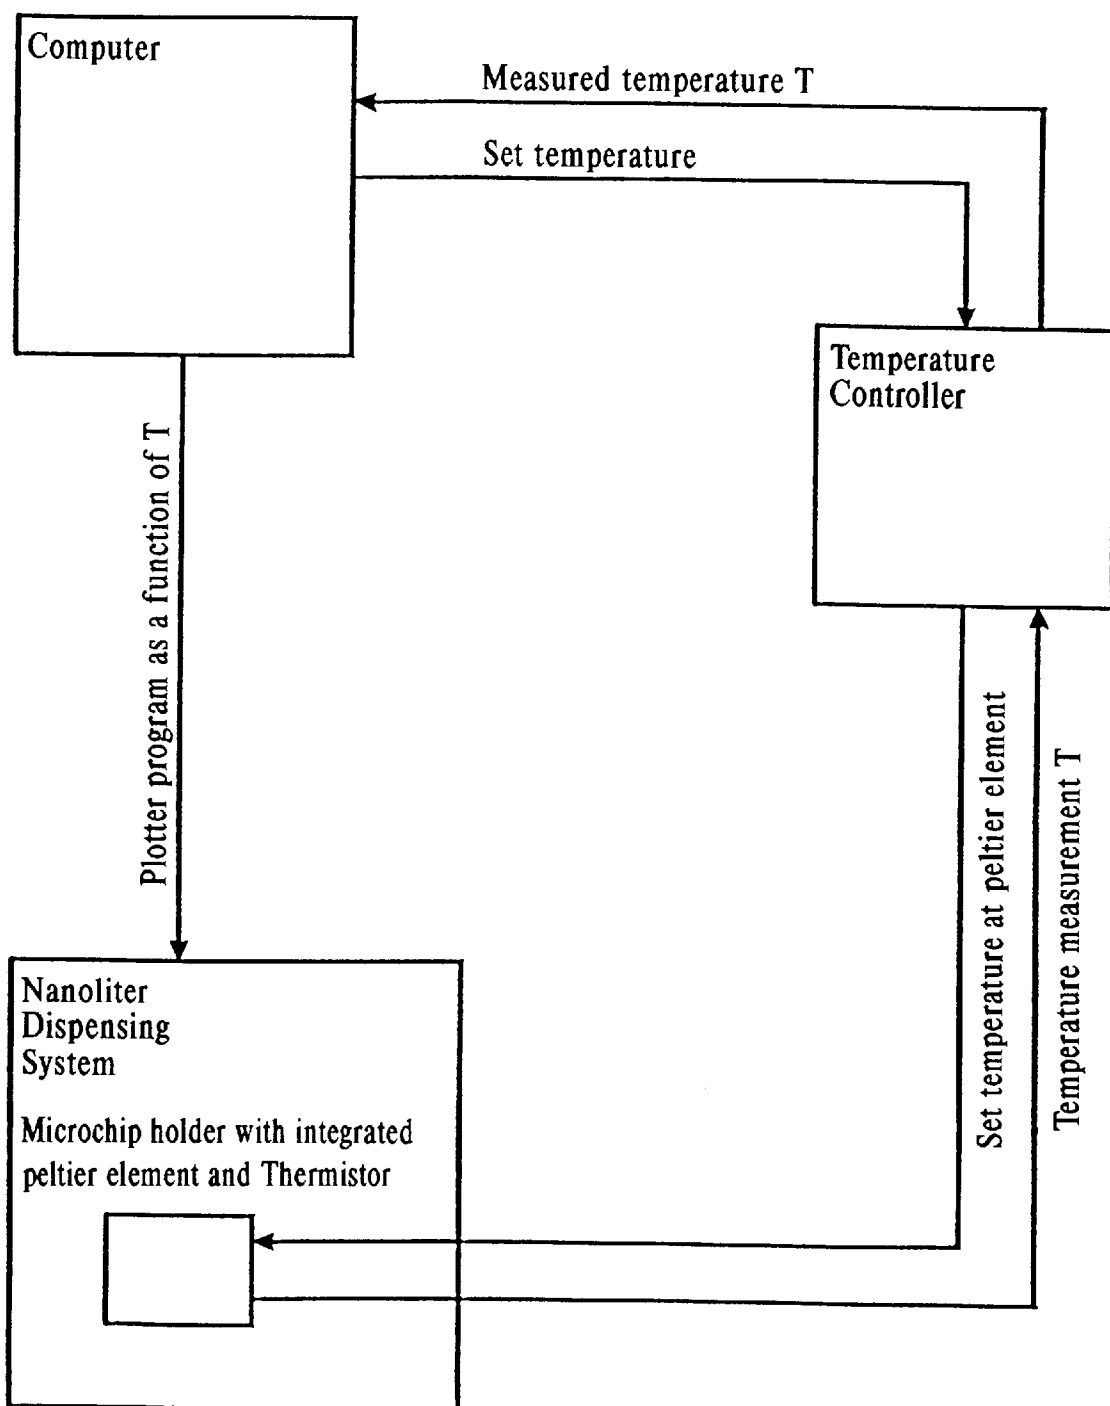 Computer
Measured temperature T
Set temperature
Temperature
Controller
Plotter program as a function of T
Set temperature at peltier element
Temperature measurement T
Nanoliter
Dispensing
System
Microchip holder with integrated
peltier element and Thermistor